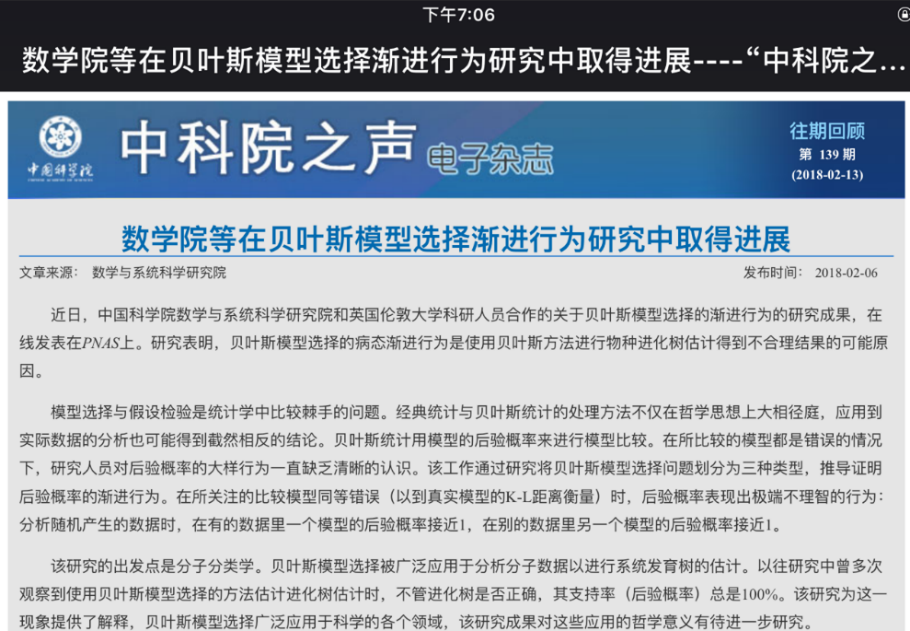 下午7:06
数学院等在贝叶斯模型选择渐进行为研究中取得进展----“中科院之...
中国科学院
中科院之声
电子杂志
往期回顾
第 139 期
(2018-02-13)
数学院等在贝叶斯模型选择渐进行为研究中取得进展
文章来源： 数学与系统科学研究院
发布时间： 2018-02-06
近日，中国科学院数学与系统科学研究院和英国伦敦大学科研人员合作的关于贝叶斯模型选择的渐进行为的研究成果，在
线发表在PNAS上。研究表明，贝叶斯模型选择的病态渐进行为是使用贝叶斯方法进行物种进化树估计得到不合理结果的可能原
因。
模型选择与假设检验是统计学中比较棘手的问题。经典统计与贝叶斯统计的处理方法不仅在哲学思想上大相径庭，应用到
实际数据的分析也可能得到截然相反的结论。贝叶斯统计用模型的后验概率来进行模型比较。在所比较的模型都是错误的情况
下，研究人员对后验概率的大样行为一直缺乏清晰的认识。该工作通过研究将贝叶斯模型选择问题划分为三种类型，推导证明
后验概率的渐进行为。在所关注的比较模型同等错误（以到真实模型的K-L距离衡量）时，后验概率表现出极端不理智的行为：
分析随机产生的数据时，在有的数据里一个模型的后验概率接近1，在别的数据里另一个模型的后验概率接近1。
该研究的出发点是分子分类学。贝叶斯模型选择被广泛应用于分析分子数据以进行系统发育树的估计。以往研究中曾多次
观察到使用贝叶斯模型选择的方法估计进化树估计时，不管进化树是否正确，其支持率（后验概率）总是100%。该研究为这一
现象提供了解释，贝叶斯模型选择广泛应用于科学的各个领域，该研究成果对这些应用的哲学意义有待进一步研究。